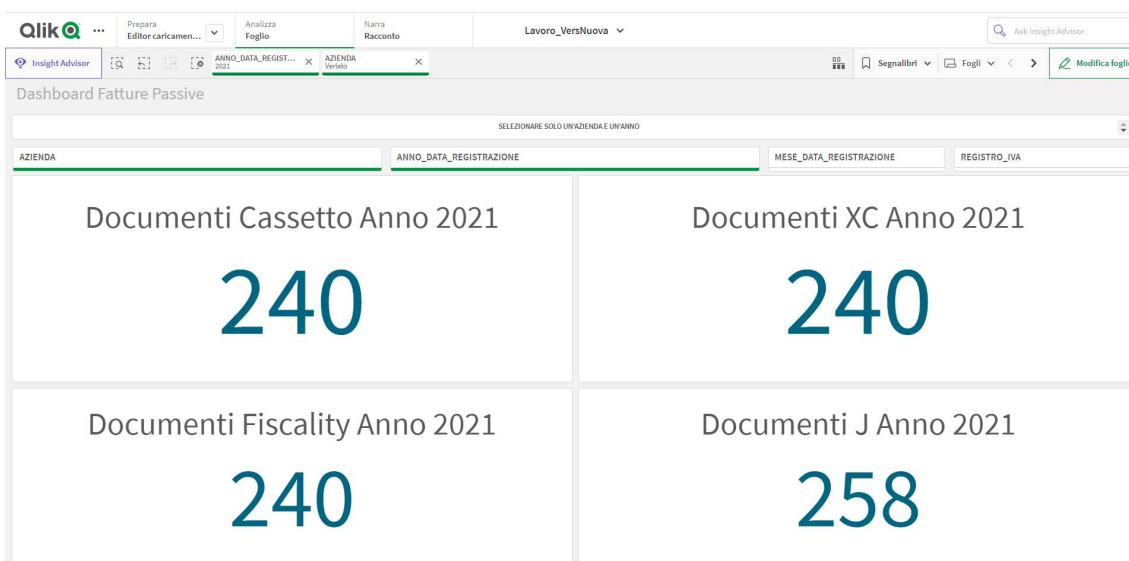 Qlik
Prepara
Editor caricamen...
Analizza
Foglio
Narra
Racconto
Lavoro_VersNuova
Ask Insight Advisor
Insight Advisor
ANNO_DATA_REGIST...
2021
AZIENDA
Verlato
Segnalibri
Fogli
Modifica foglio
Dashboard Fatture Passive
SELEZIONARE SOLO UN'AZIENDA E UN'ANNO
AZIENDA
ANNO_DATA_REGISTRAZIONE
MESE_DATA_REGISTRAZIONE
REGISTRO_IVA
Documenti Cassetto Anno 2021
240
Documenti XC Anno 2021
240
Documenti Fiscality Anno 2021
240
Documenti J Anno 2021
258